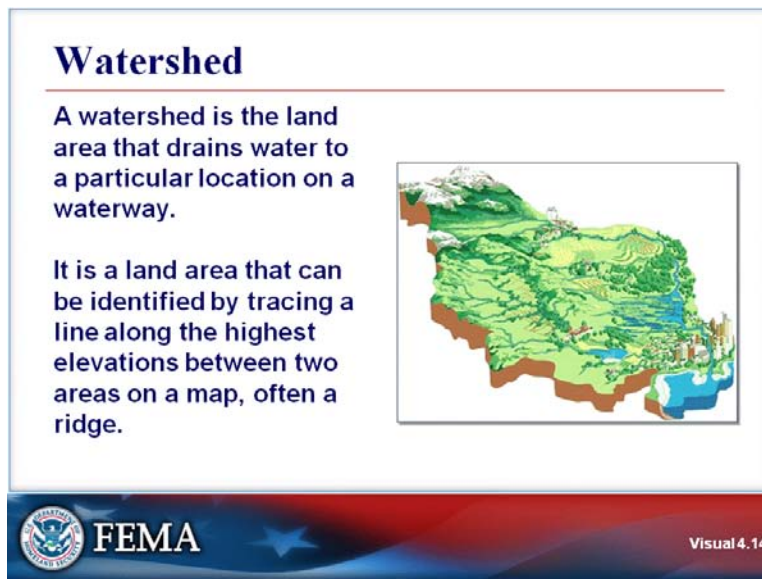 Watershed
A watershed is the land
area that drains water to
a particular location on a
waterway.
It is a land area that can
be identified by tracing a
line along the highest
elevations between two
areas on a map, often a
ridge.
FEMA
Visual 4.14